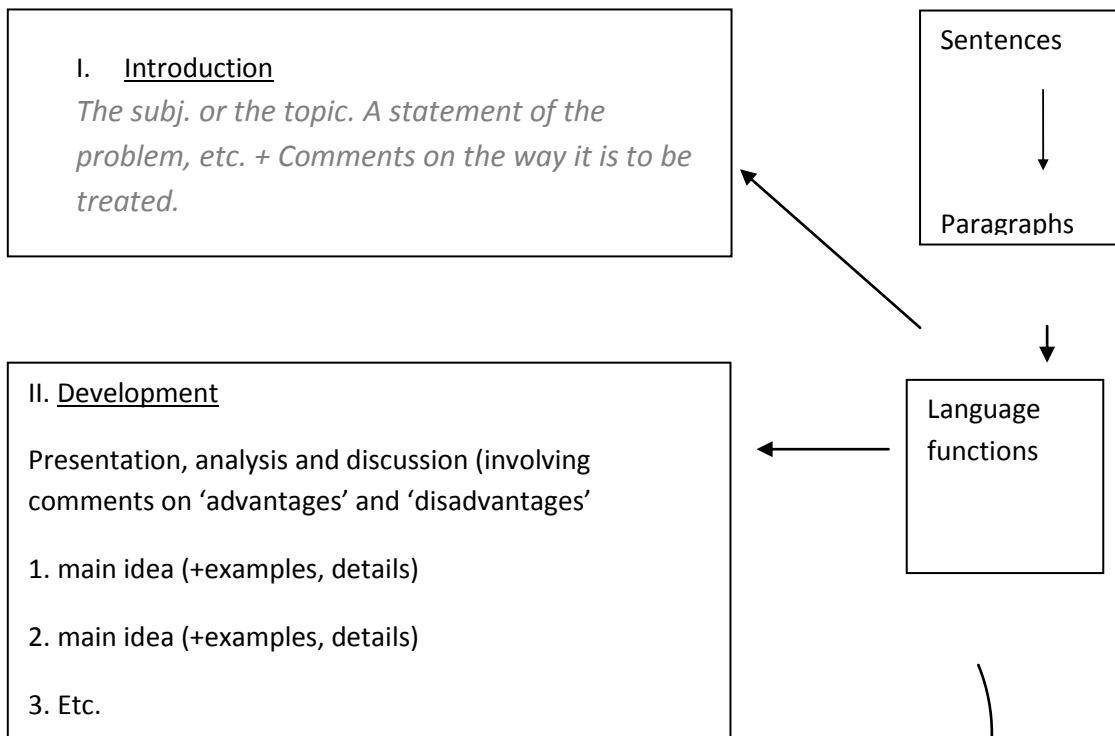 I. Introduction
The subj. or the topic. A statement of the
problem, etc. + Comments on the way it is to be
treated.
Sentences
Paragraphs
II. Development
Presentation, analysis and discussion (involving
comments on ‘advantages’ and ‘disadvantages’
1. main idea (+examples, details)
2. main idea (+examples, details)
3. Etc.
Language
functions